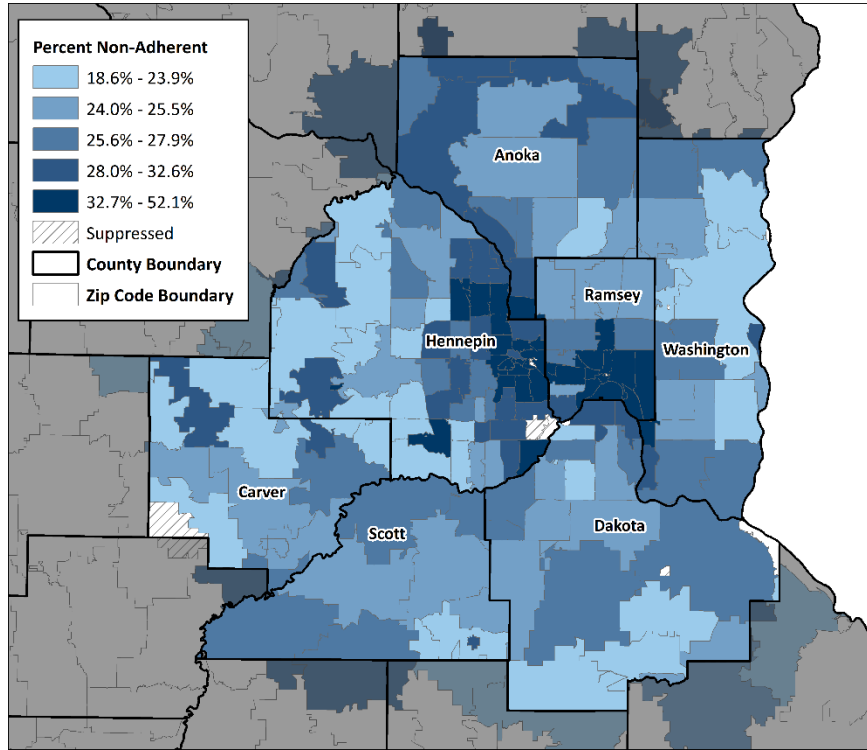 Percent Non-Adherent
18.6% - 23.9%
24.0% - 25.5%
25.6% - 27.9%
28.0% - 32.6%
32.7% - 52.1%
Suppressed
County Boundary
Zip Code Boundary
Anoka
Ramsey
Hennepin
Washington
Carver
Scott
Dakota